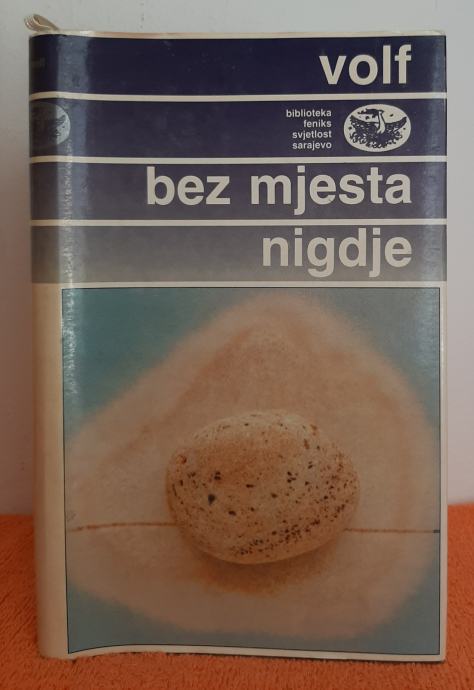 volf
biblioteka
feniks
svjetlost
sarajevo
bez mjesta
nigdje